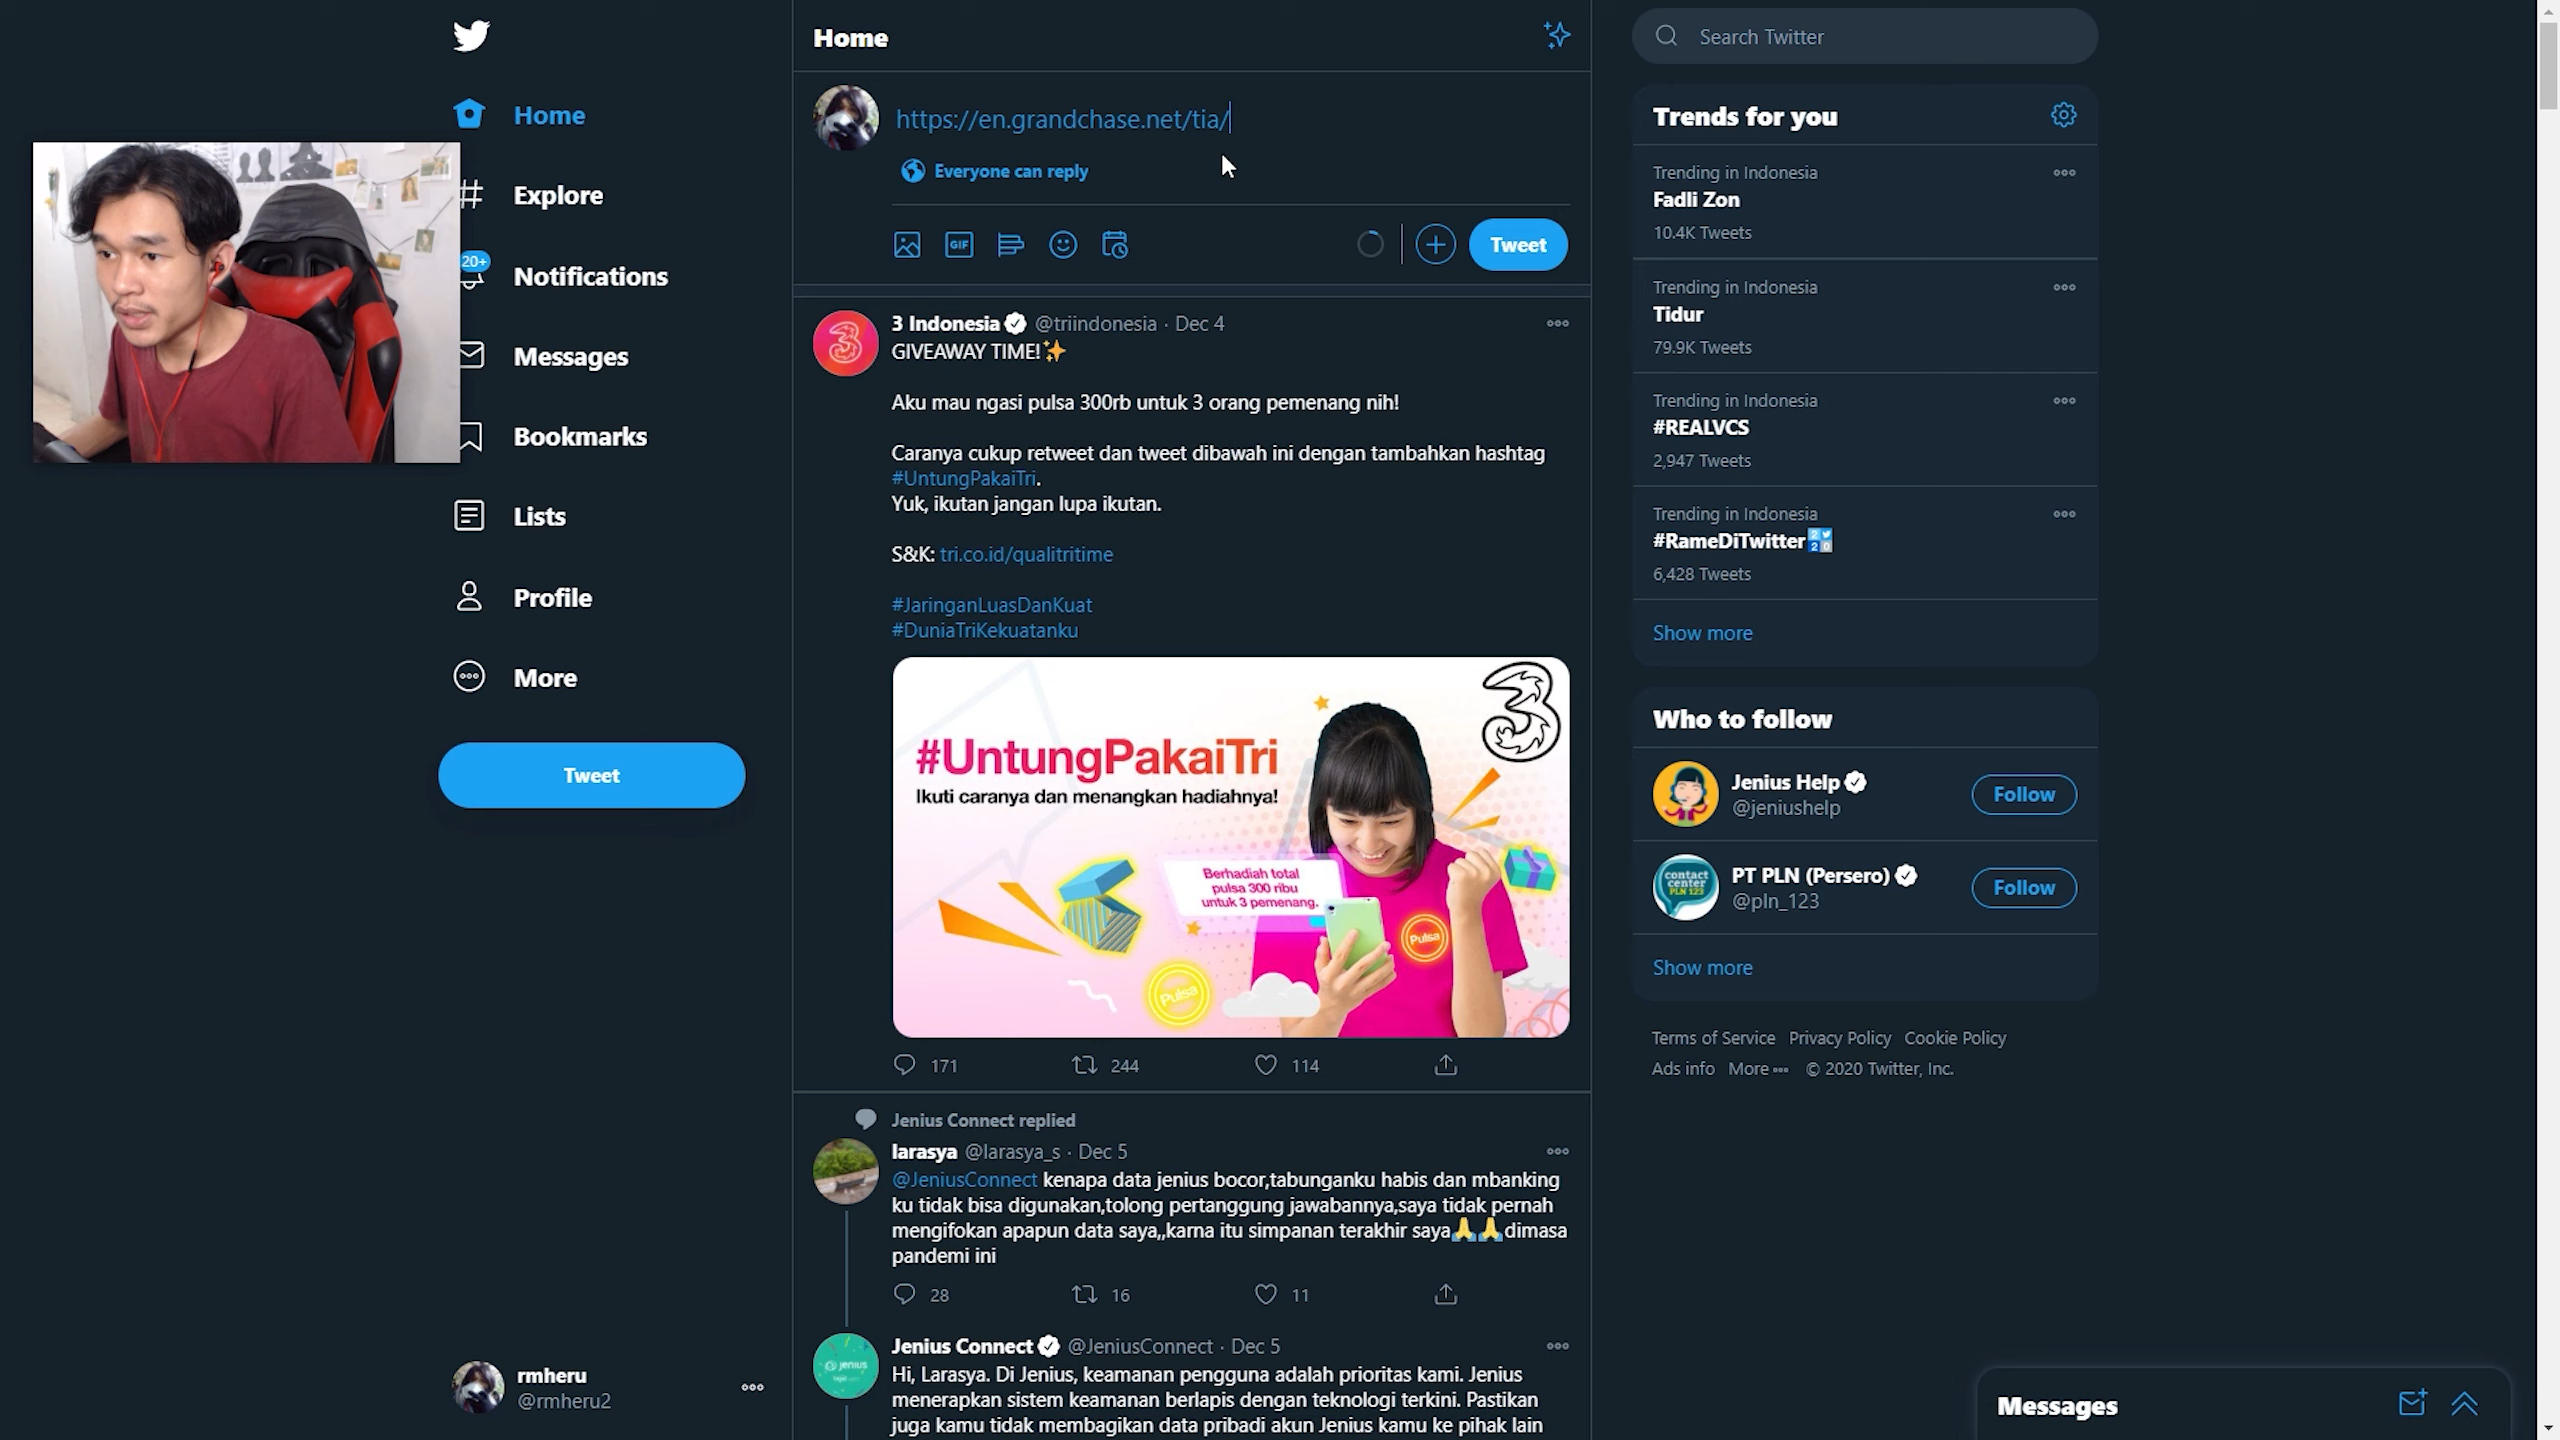 Home
Explore
20+
Notifications
Messages
Bookmarks
Lists
Profile
More
Tweet
rmheru
@rmheru2
Home
https://en.grandchase.net/tia/
Everyone can reply
GIF
Tweet
3 Indonesia @triindonesia · Dec 4
GIVEAWAY TIME!✨
Aku mau ngasi pulsa 300rb untuk 3 orang pemenang nih!
Caranya cukup retweet dan tweet dibawah ini dengan tambahkan hashtag
#UntungPakaiTri.
Yuk, ikutan jangan lupa ikutan.
S&K: tri.co.id/qualitritime
#JaringanLuasDanKuat
#DuniaTriKekuatanku
3
#UntungPakaiTri
Ikuti caranya dan menangkan hadiahnya!
Berhadiah total
pulsa 300 ribu
untuk 3 pemenang.
Pulsa
Pulsa
171 244 114
Jenius Connect replied
larasya @larasya_s · Dec 5
@JeniusConnect kenapa data jenius bocor,tabunganku habis dan mbanking
ku tidak bisa digunakan,tolong pertanggung jawabannya,saya tidak pernah
mengifokan apapun data saya,,karna itu simpanan terakhir saya🙏🙏dimasa
pandemi ini
28 16 11
jenius
Jenius Connect @JeniusConnect · Dec 5
Hi, Larasya. Di Jenius, keamanan pengguna adalah prioritas kami. Jenius
menerapkan sistem keamanan berlapis dengan teknologi terkini. Pastikan
juga kamu tidak membagikan data pribadi akun Jenius kamu ke pihak lain
Search Twitter
Trends for you
Trending in Indonesia
Fadli Zon
10.4K Tweets
Trending in Indonesia
Tidur
79.9K Tweets
Trending in Indonesia
#REALVCS
2,947 Tweets
Trending in Indonesia
#RameDiTwitter
6,428 Tweets
Show more
Who to follow
Jenius Help
@jeniushelp
Follow
contact
center
PLN 123
PT PLN (Persero)
@pln_123
Follow
Show more
Terms of Service Privacy Policy Cookie Policy
Ads info More © 2020 Twitter, Inc.
Messages